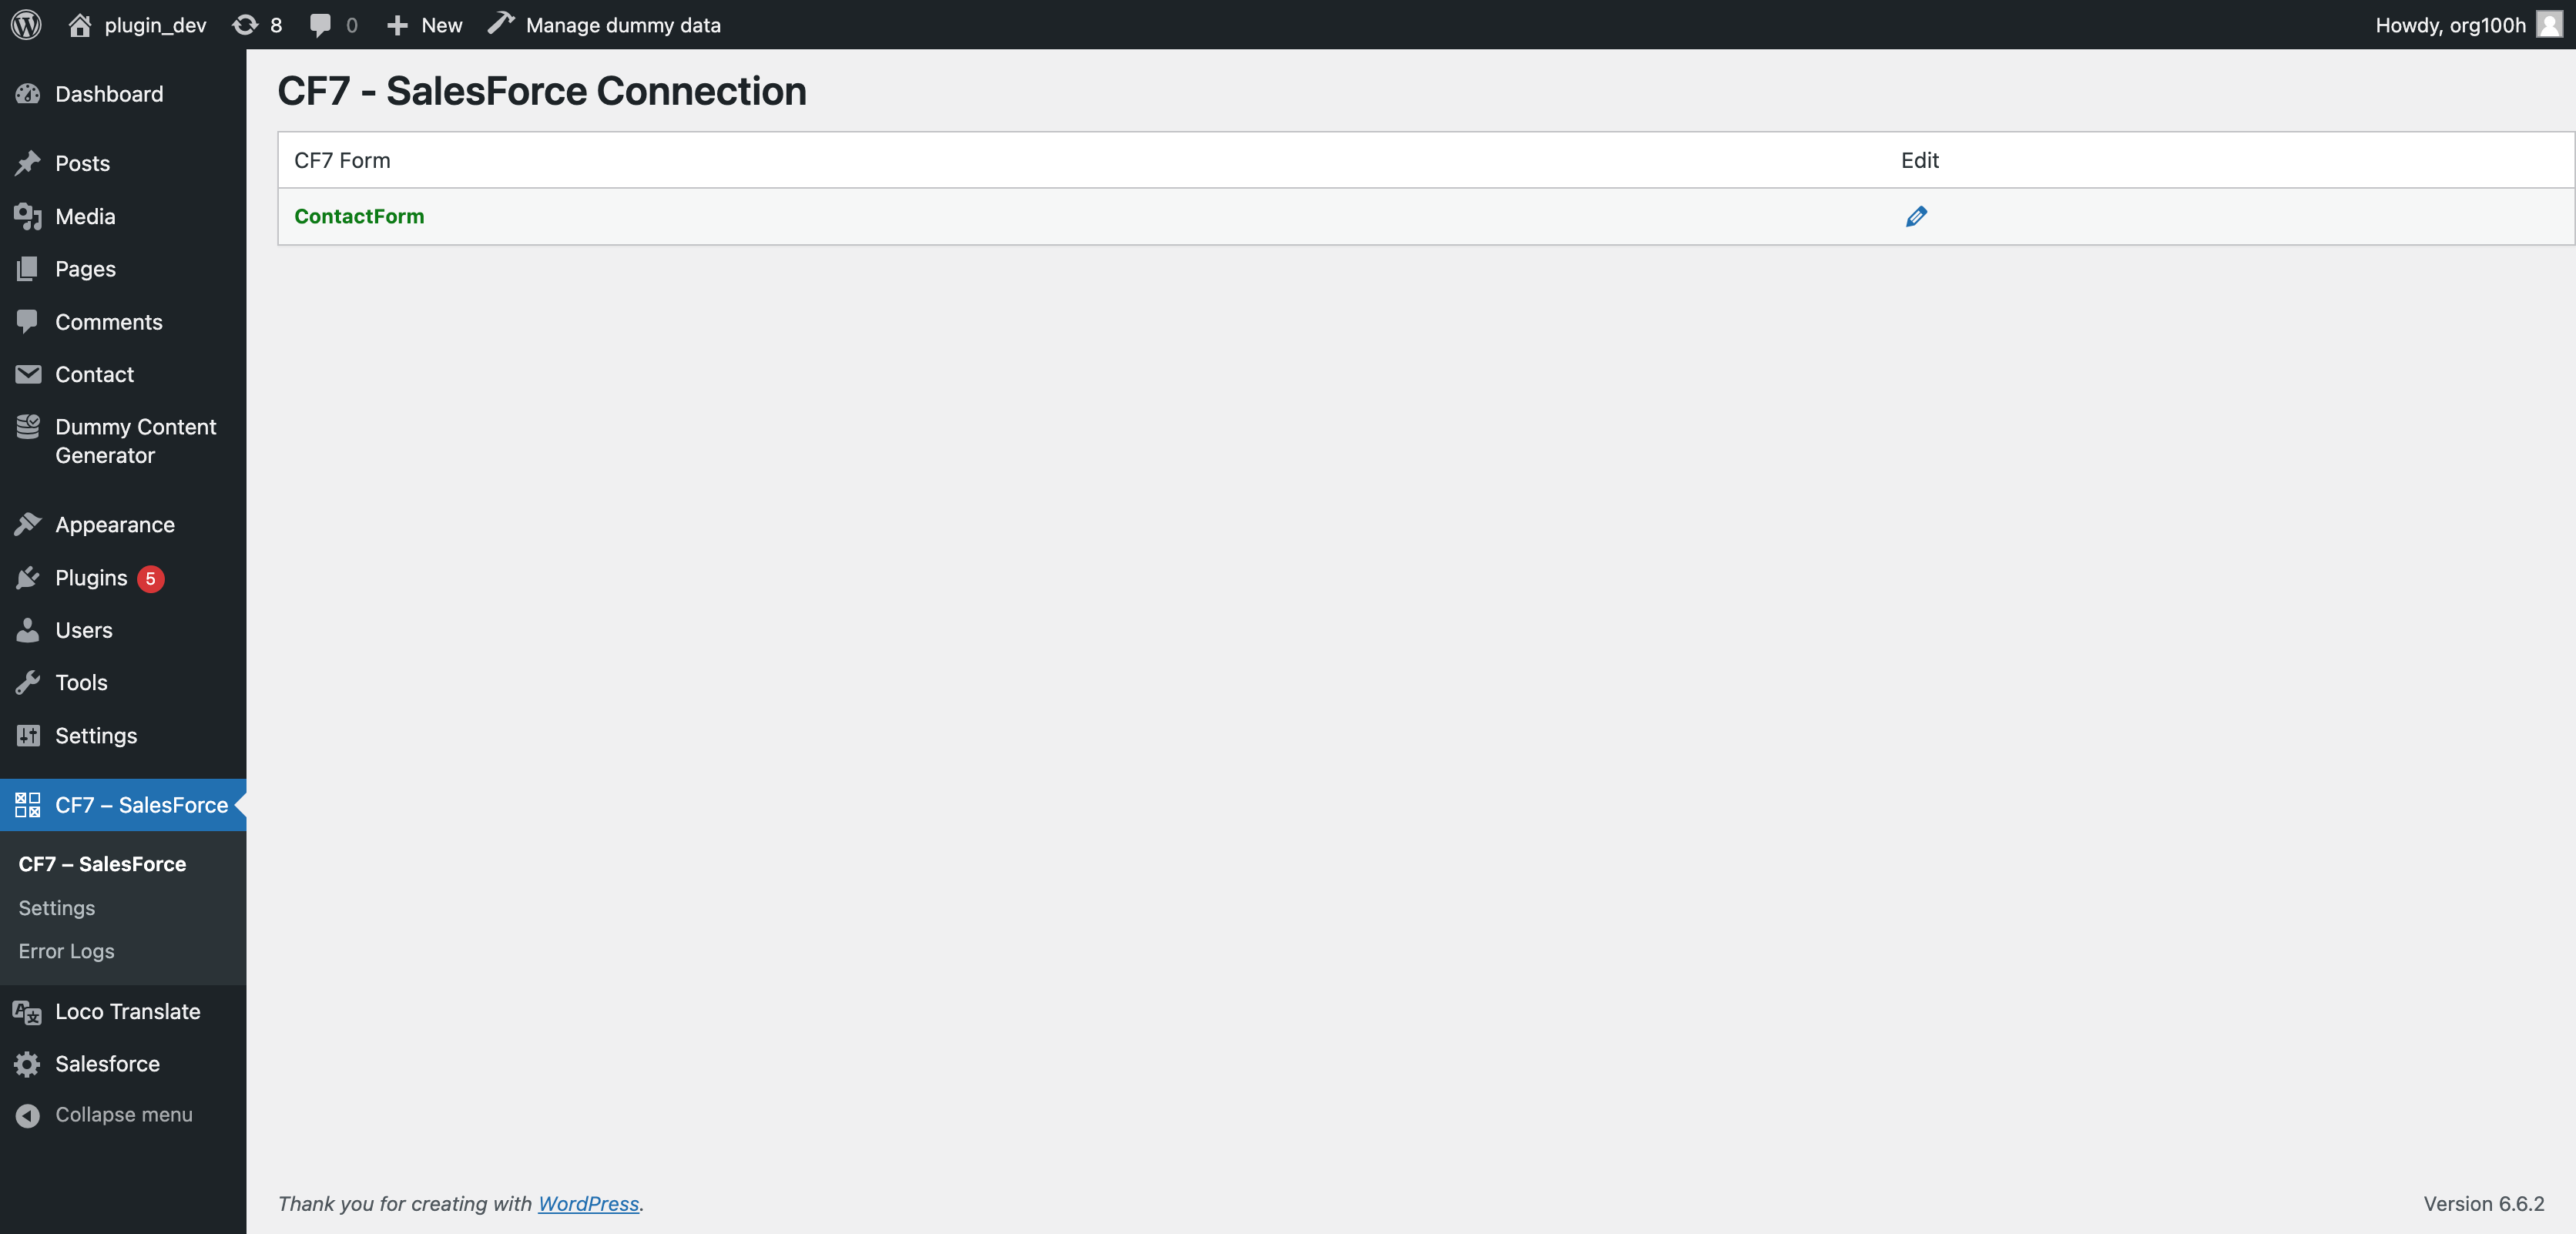 plugin_dev 8 0 New Manage dummy data Howdy, org100h
Dashboard
Posts
Media
Pages
Comments
Contact
Dummy Content
Generator
Appearance
Plugins 5
Users
Tools
Settings
CF7 – SalesForce
CF7 – SalesForce
Settings
Error Logs
Loco Translate
Salesforce
Collapse menu
CF7 - SalesForce Connection
CF7 Form Edit
ContactForm
Thank you for creating with WordPress. Version 6.6.2